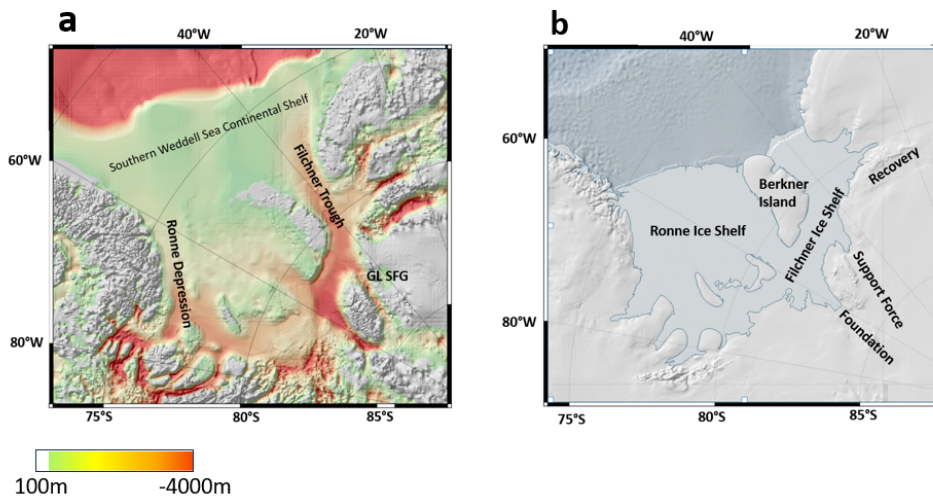 a
40°W
20°W
Southern Weddell Sea Continental Shelf
60°W
Filchner Trough
Ronne Depression
GL SFG
80°W
75°S
80°S
85°S
100m
-4000m
b
40°W
20°W
60°W
Recovery
Berkner
Island
Ronne Ice Shelf
Filchner Ice Shelf
Support Force
Foundation
80°W
75°S
80°S
85°S